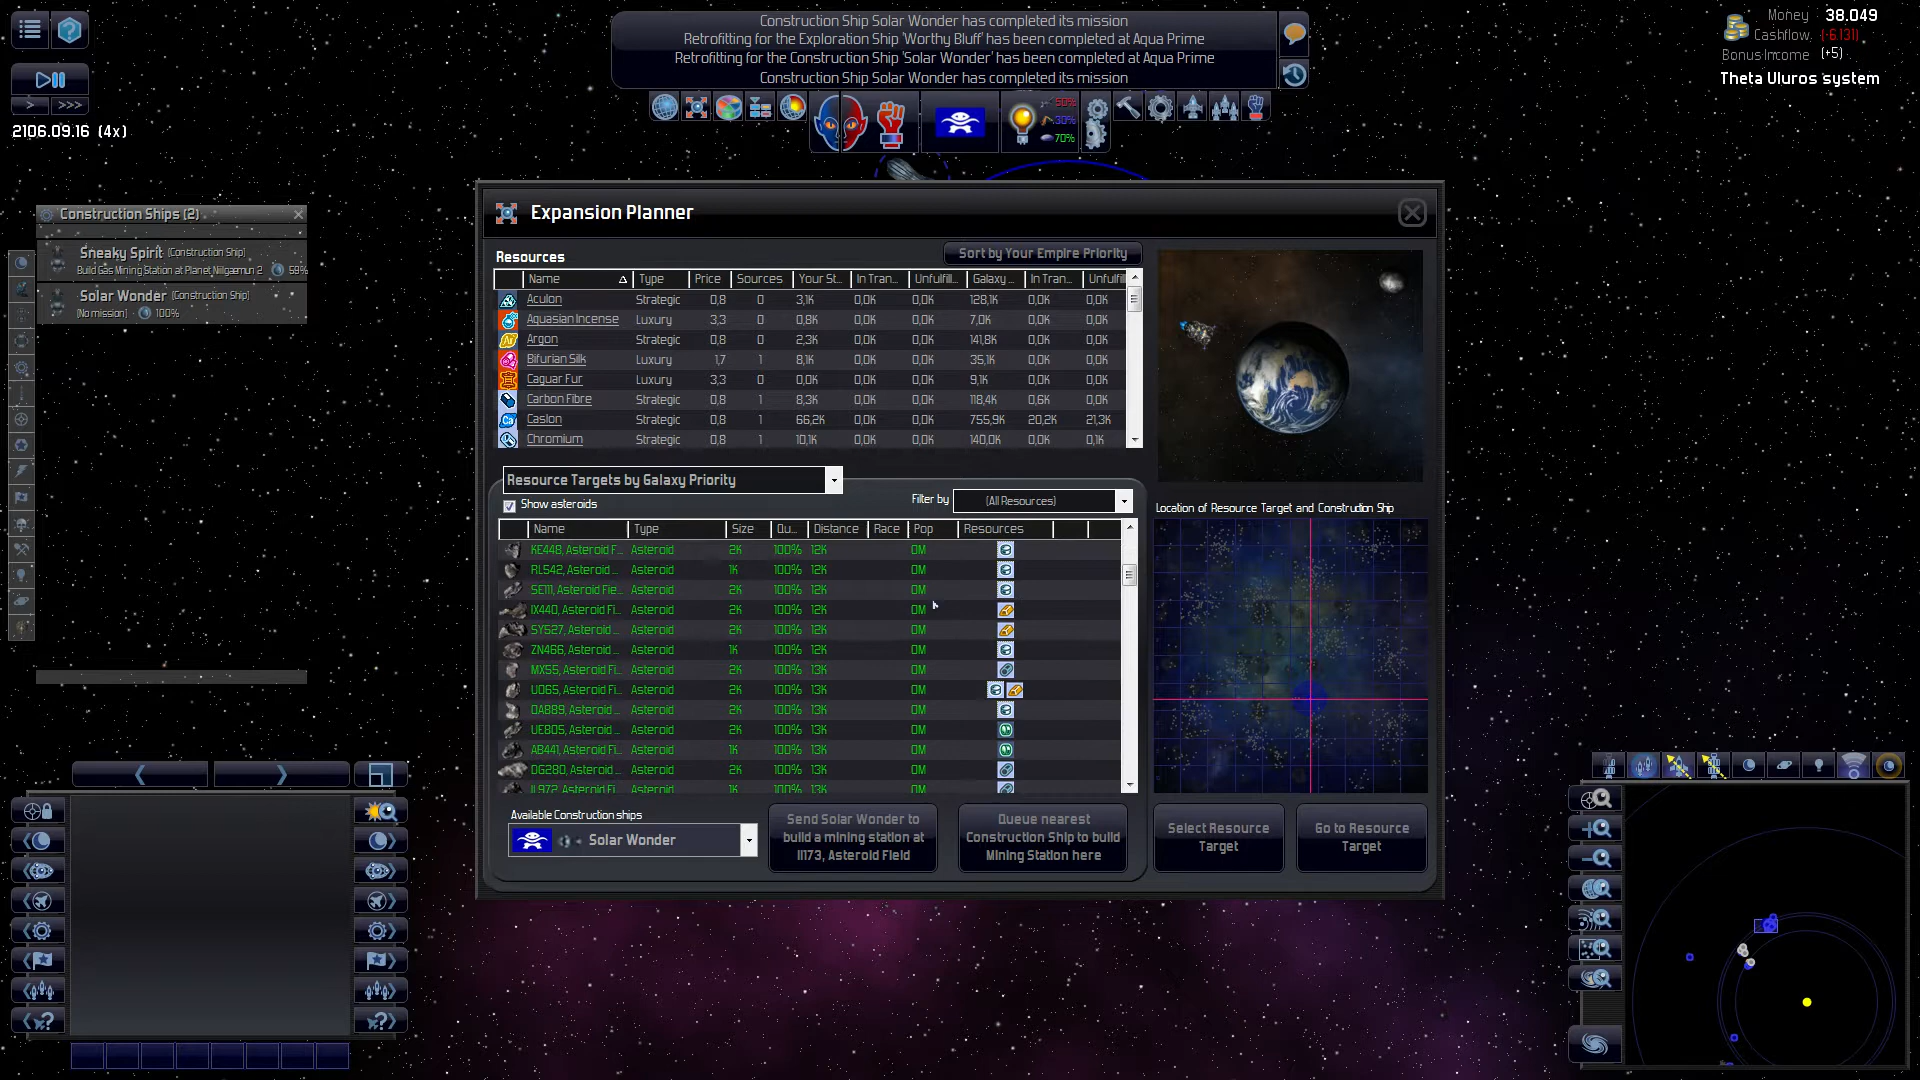 Construction Ship Solar Wonder has completed its mission
Retrofitting for the Exploration Ship 'Worthy Bluff' has been completed at Aqua Prime
Retrofitting for the Construction Ship 'Solar Wonder' has been completed at Aqua Prime
Construction Ship Solar Wonder has completed its mission
Money 38.049
Cashflow (-6.131)
Bonus Income (+5)
Theta Uluros system
2106.09.16 (4x)
50%
30%
70%
Construction Ships (2)
Sneaky Spirit (Construction Ship)
Build Gas Mining Station at Planet Niilgaemun 2 59%
Solar Wonder (Construction Ship)
(No mission) - 100%
Expansion Planner
Resources
Sort by Your Empire Priority
Name Type Price Sources Your St... In Tran... Unfulfill... Galaxy ... In Tran... Unfulfill
Aculon Strategic 0,8 0 3,1K 0,0K 0,0K 128,1K 0,0K 0,0K
Aquasian Incense Luxury 3,3 0 0,8K 0,0K 0,0K 7,0K 0,0K 0,0K
Argon Strategic 0,8 0 2,3K 0,0K 0,0K 141,8K 0,0K 0,0K
Bifurian Silk Luxury 1,7 1 8,1K 0,0K 0,0K 35,1K 0,0K 0,0K
Caguar Fur Luxury 3,3 0 0,0K 0,0K 0,0K 9,1K 0,0K 0,0K
Carbon Fibre Strategic 0,8 1 8,3K 0,0K 0,0K 118,4K 0,6K 0,0K
Caslon Strategic 0,8 1 66,2K 0,0K 0,0K 755,9K 20,2K 21,3K
Chromium Strategic 0,8 1 10,1K 0,0K 0,0K 140,0K 0,0K 0,1K
Resource Targets by Galaxy Priority
Show asteroids
Filter by (All Resources)
Name Type Size Qu... Distance Race Pop Resources
KE448, Asteroid F... Asteroid 2K 100% 12K 0M
RL542, Asteroid ... Asteroid 1K 100% 12K 0M
SE111, Asteroid Fie... Asteroid 2K 100% 12K 0M
IX440, Asteroid Fi... Asteroid 2K 100% 12K 0M
SY527, Asteroid ... Asteroid 2K 100% 12K 0M
ZN466, Asteroid ... Asteroid 1K 100% 12K 0M
MX55, Asteroid Fi... Asteroid 2K 100% 13K 0M
UO65, Asteroid Fi... Asteroid 2K 100% 13K 0M
DA889, Asteroid ... Asteroid 2K 100% 13K 0M
UE805, Asteroid ... Asteroid 2K 100% 13K 0M
AB441, Asteroid Fi... Asteroid 1K 100% 13K 0M
DG280, Asteroid ... Asteroid 2K 100% 13K 0M
IL972, Asteroid Fi... Asteroid 1K 100% 13K 0M
Location of Resource Target and Construction Ship
Available Construction ships
Solar Wonder
Send Solar Wonder to
build a mining station at
II173, Asteroid Field
Queue nearest
Construction Ship to build
Mining Station here
Select Resource
Target
Go to Resource
Target